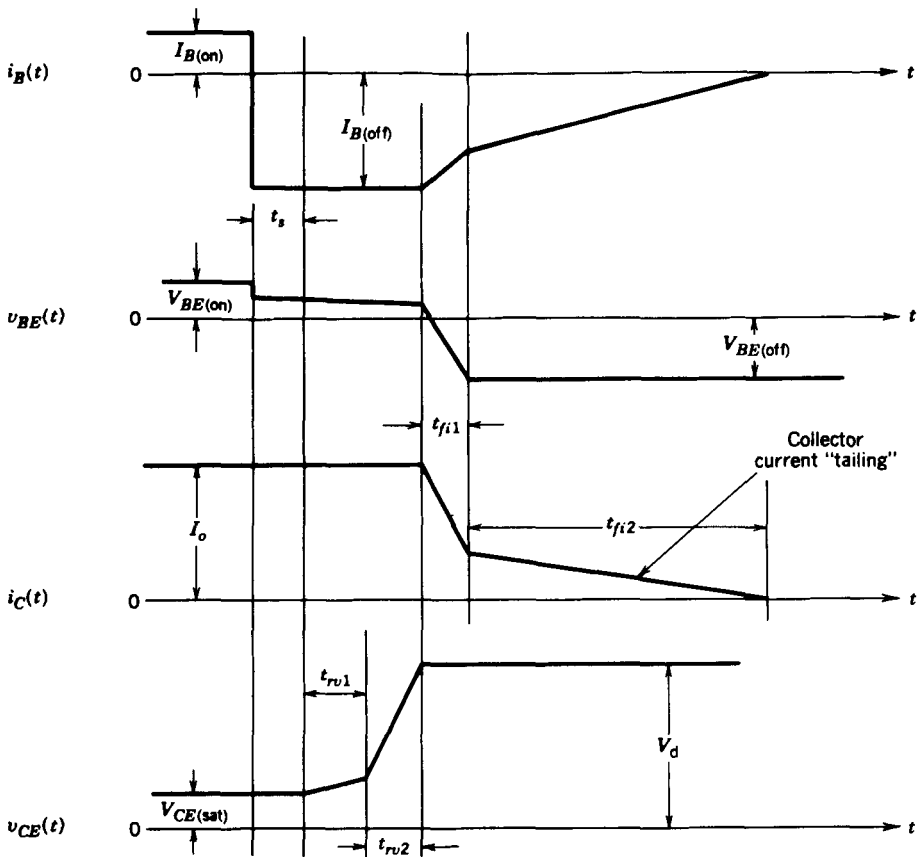 I_B(on)
i_B(t)
0
t
I_B(off)
t_s
V_BE(on)
v_BE(t)
0
t
V_BE(off)
t_fi1
Collector
current "tailing"
t_fi2
I_o
i_C(t)
0
t
t_rv1
V_d
V_CE(sat)
v_CE(t)
0
t
t_rv2